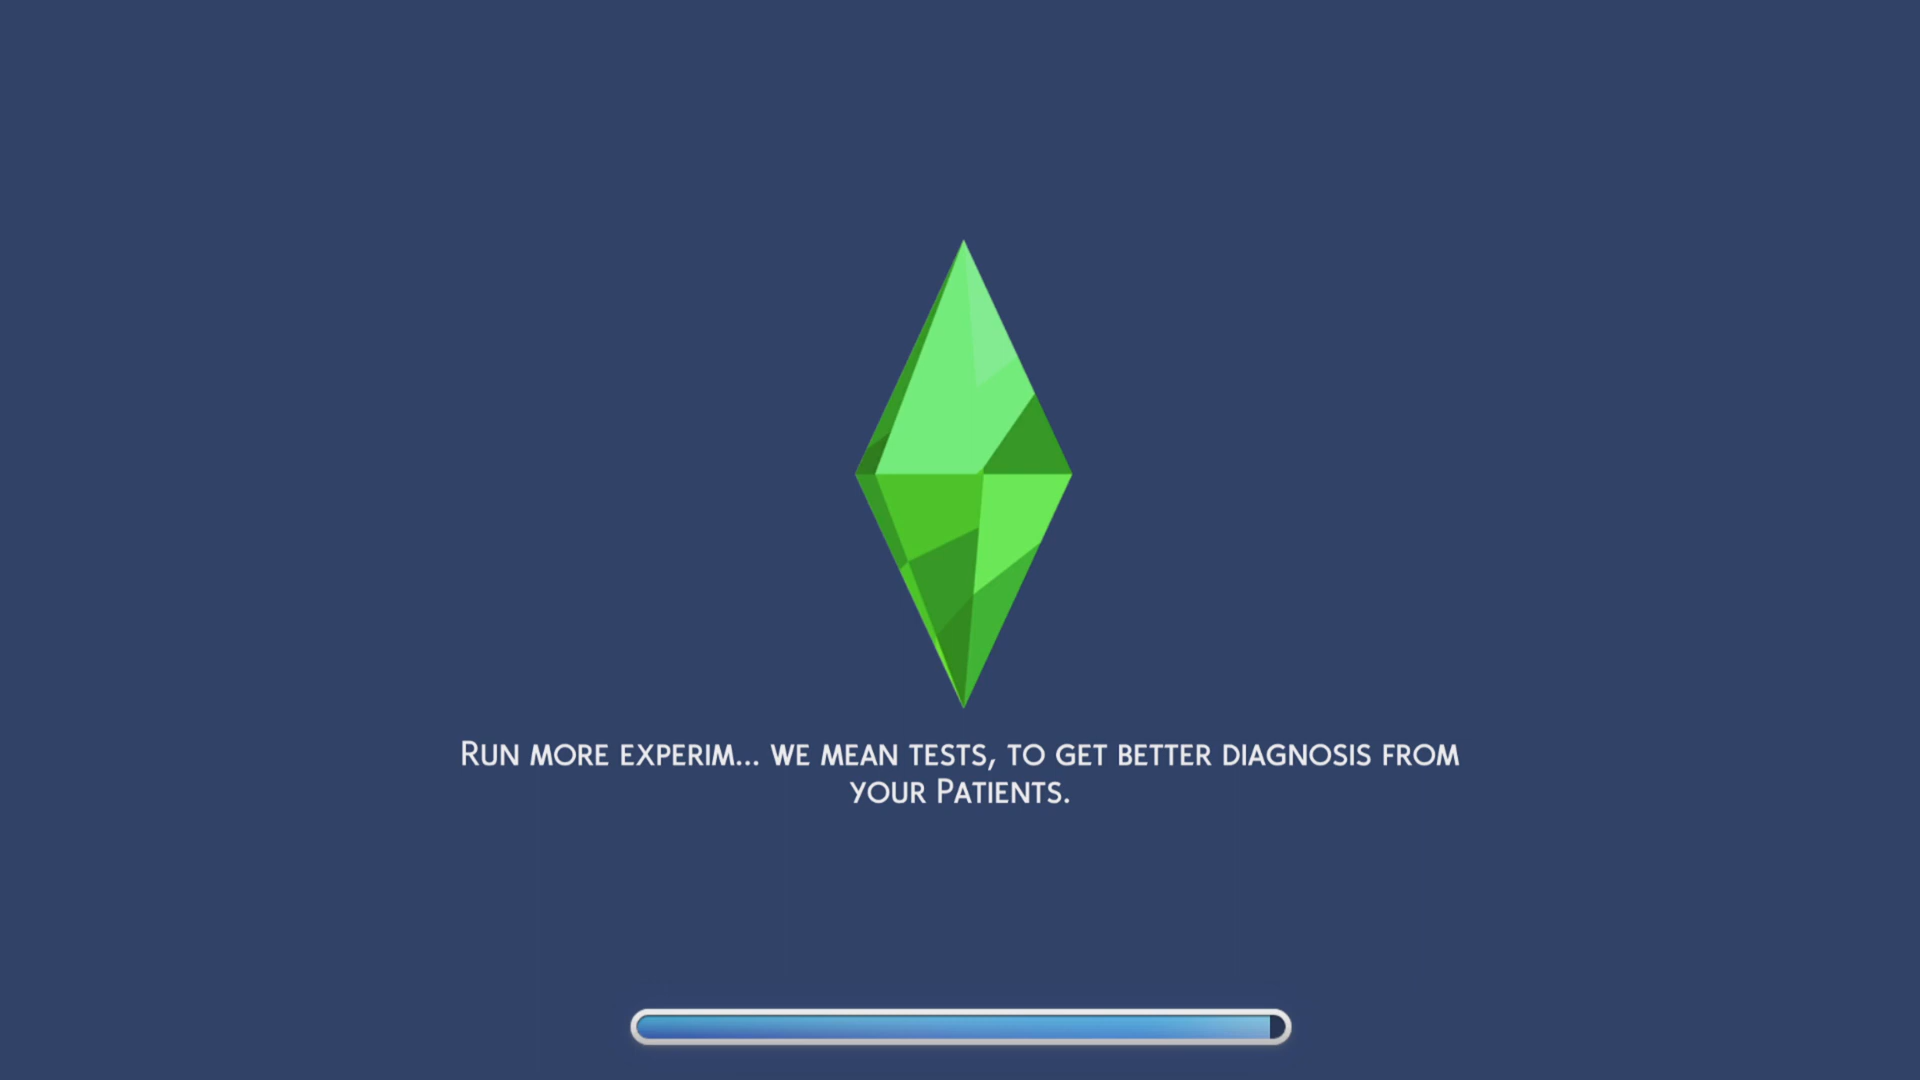 Run more experim... we mean tests, to get better diagnosis from
your Patients.